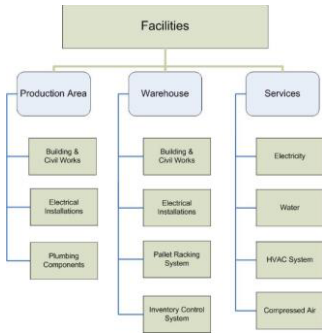 Facilities
Production Area
Warehouse
Services
Building &
Civil Works
Electrical
Installations
Plumbing
Components
Building &
Civil Works
Electrical
Installations
Pallet Racking
System
Inventory Control
System
Electricity
Water
HVAC System
Compressed Air